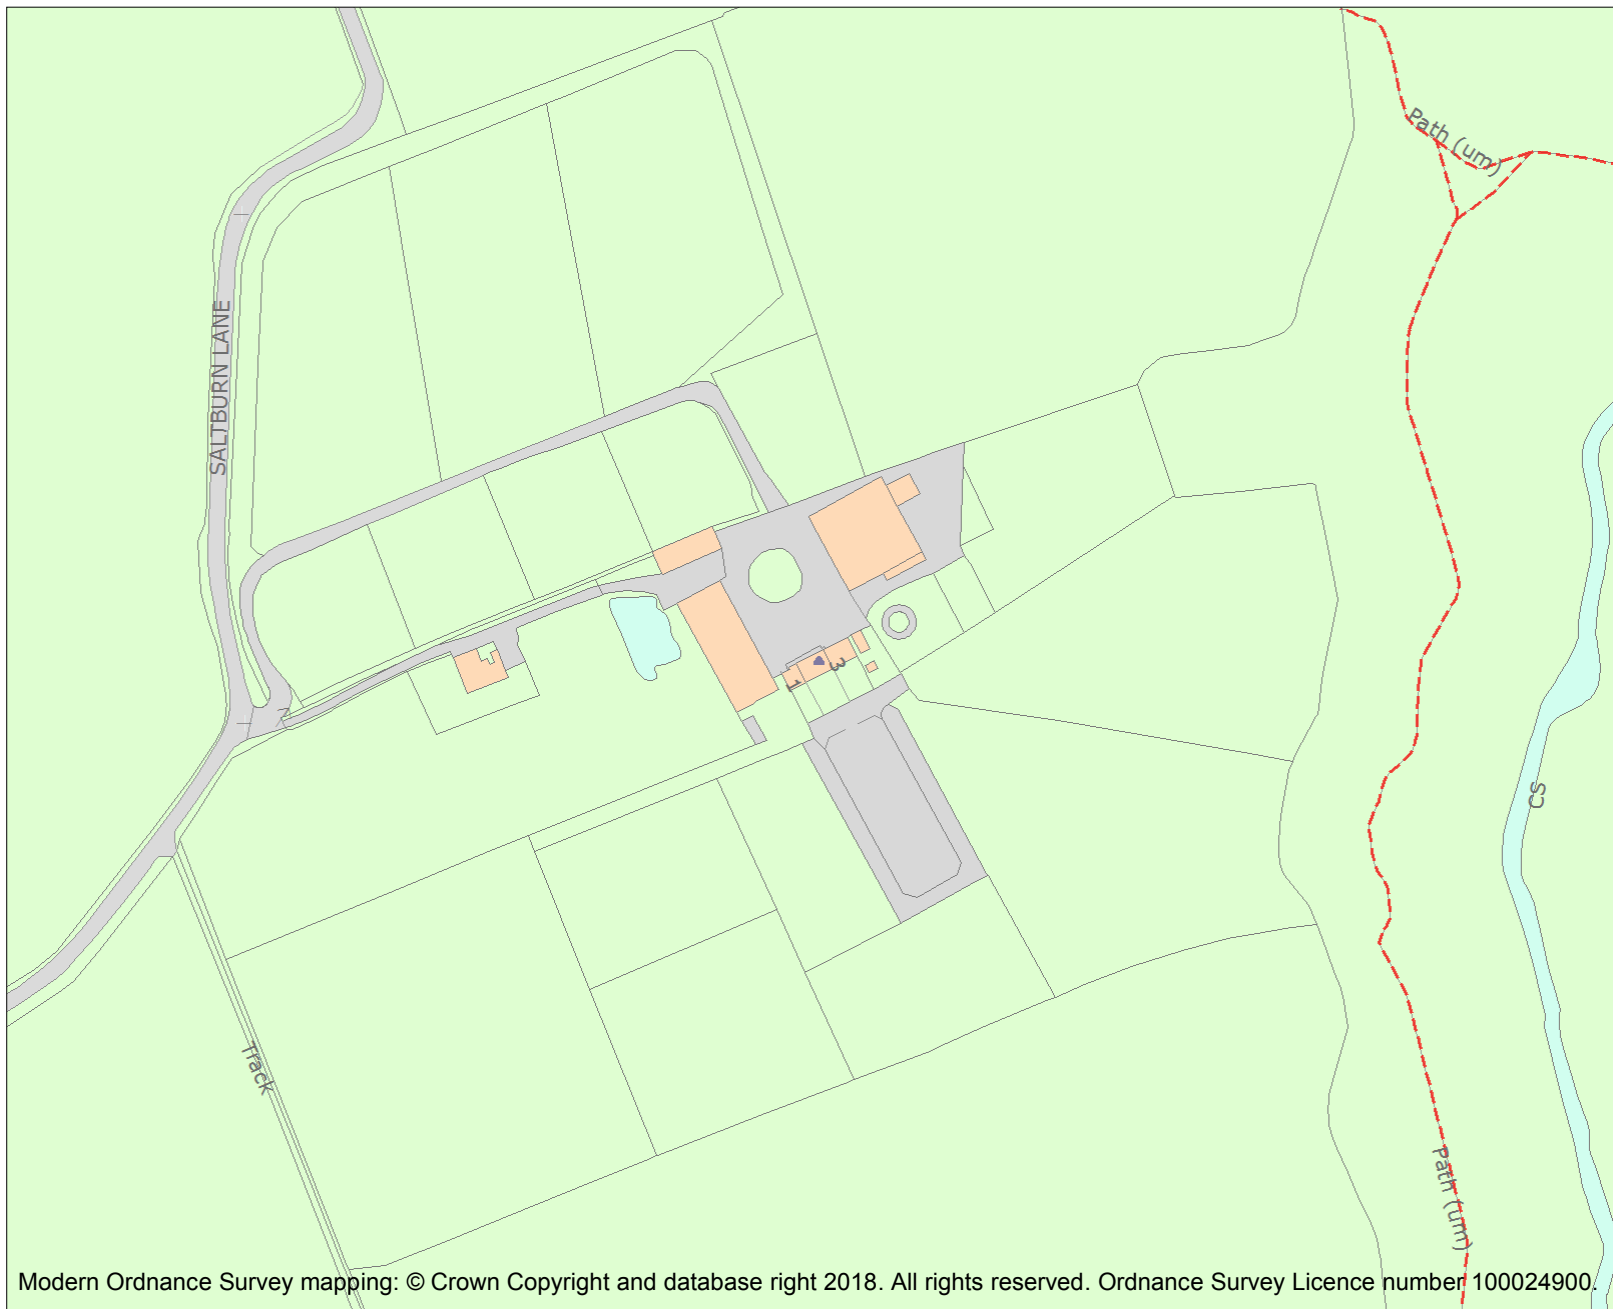 Path (um)
SALTBURN LANE
3
1
CS
Track
Path (um)
Modern Ordnance Survey mapping: © Crown Copyright and database right 2018. All rights reserved. Ordnance Survey Licence number 100024900.